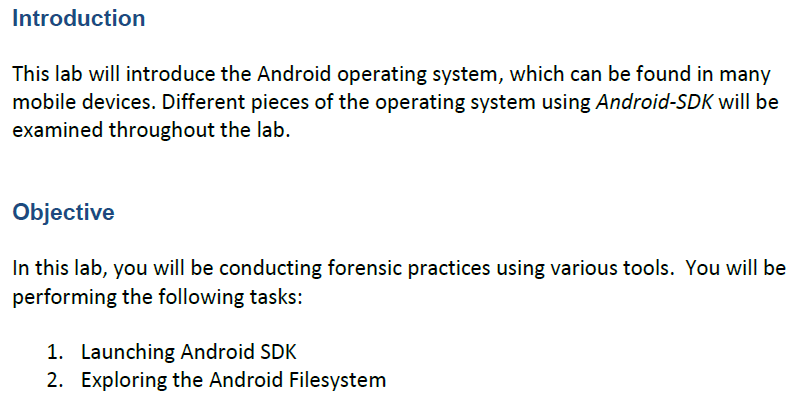 Introduction
This lab will introduce the Android operating system, which can be found in many
mobile devices. Different pieces of the operating system using Android-SDK will be
examined throughout the lab.
Objective
In this lab, you will be conducting forensic practices using various tools.  You will be
performing the following tasks:
1. Launching Android SDK
2. Exploring the Android Filesystem